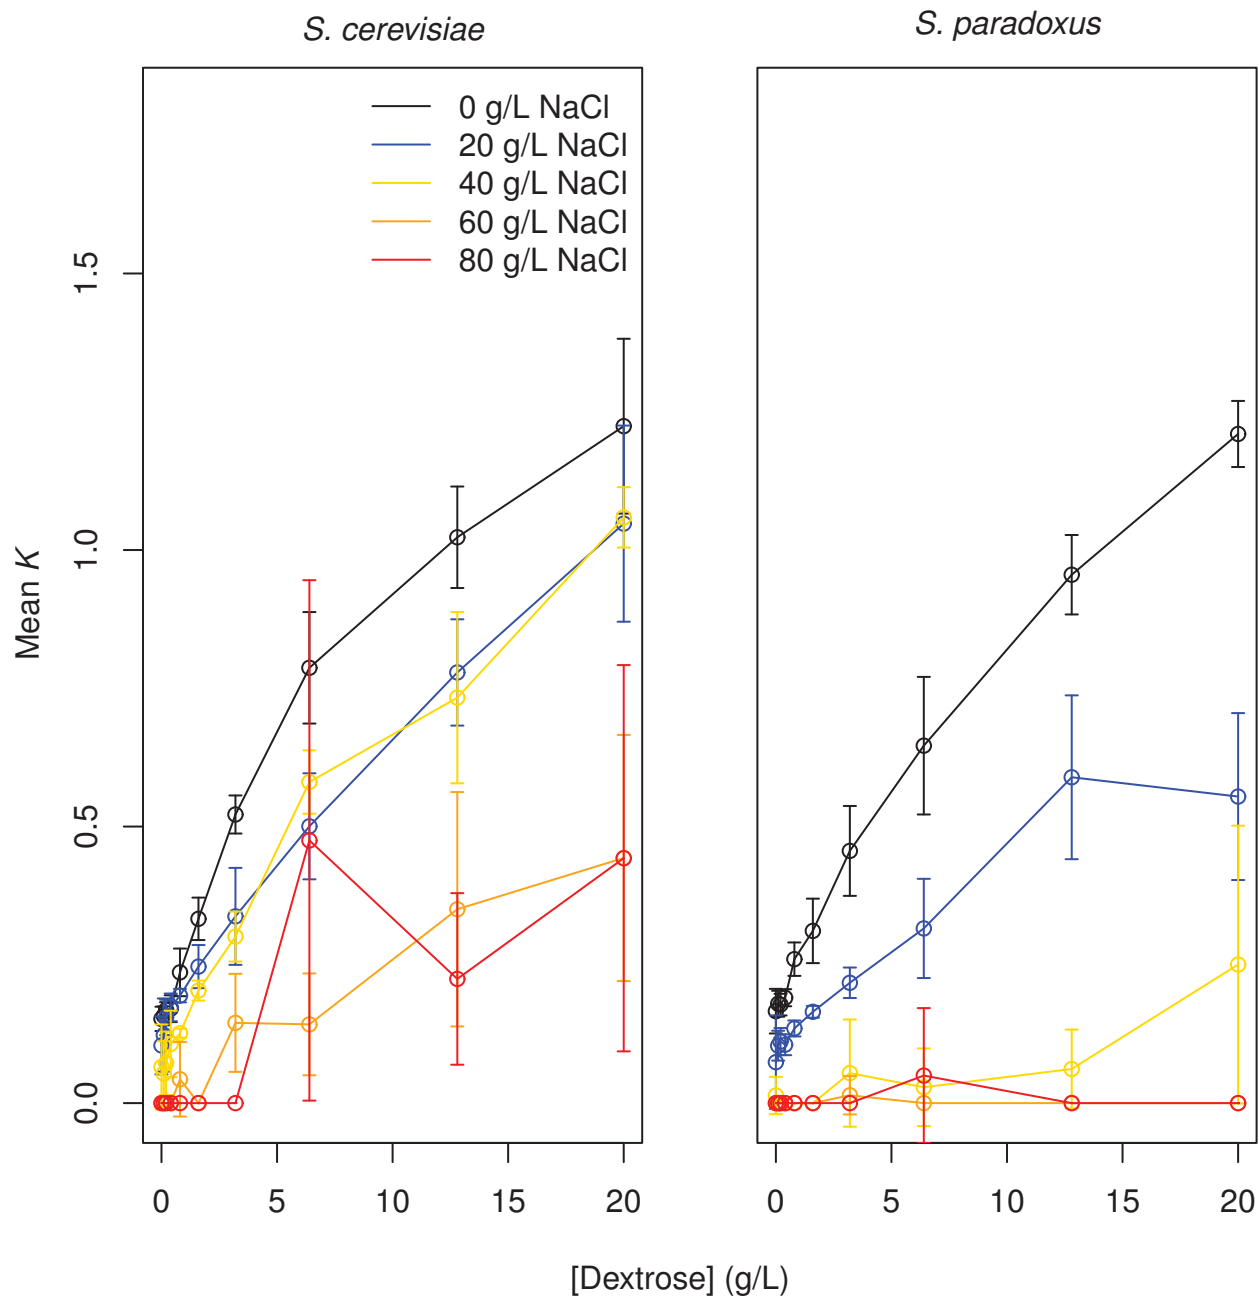 S. cerevisiae
S. paradoxus
0 g/L NaCl
20 g/L NaCl
40 g/L NaCl
60 g/L NaCl
80 g/L NaCl
Mean K
1.5
1.0
0.5
0.0
0 5 10 15 20
0 5 10 15 20
[Dextrose] (g/L)